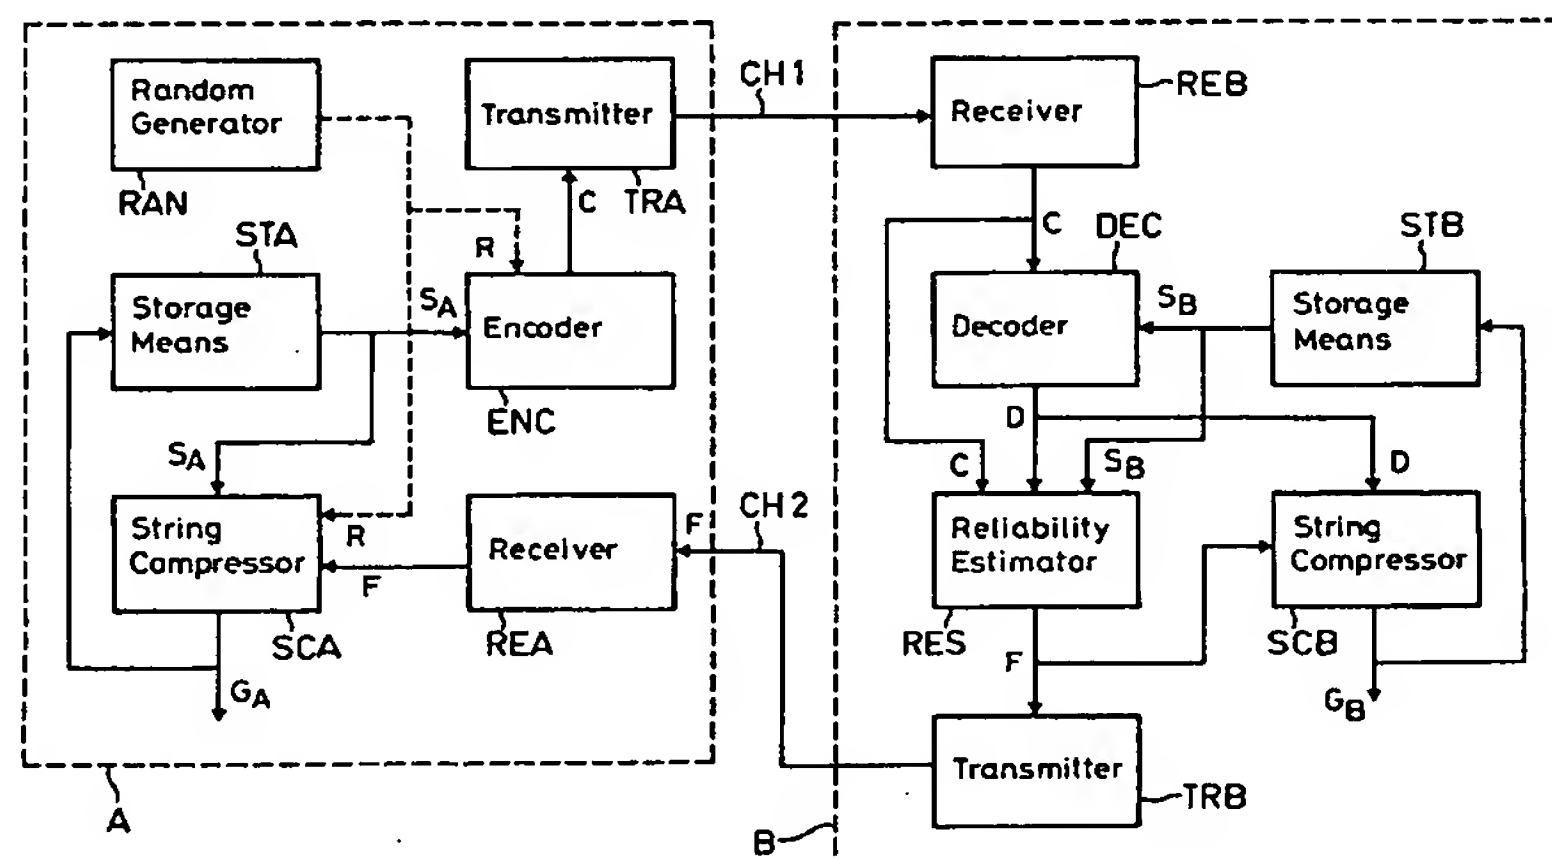 Random
Generator
RAN
Transmitter
TRA
C
CH1
Receiver
REB
STA
Storage
Means
R
SA
Encoder
ENC
C
DEC
Decoder
SB
STB
Storage
Means
SA
String
Compressor
SCA
R
F
Receiver
REA
F
CH2
D
C
SB
D
Reliability
Estimator
RES
String
Compressor
SCB
GA
F
GB
Transmitter
TRB
A
B